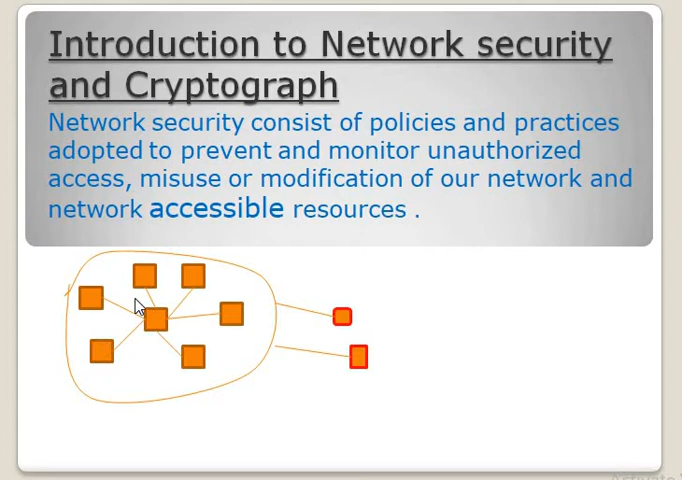 Introduction to Network security
and Cryptograph
Network security consist of policies and practices
adopted to prevent and monitor unauthorized
access, misuse or modification of our network and
network accessible resources .